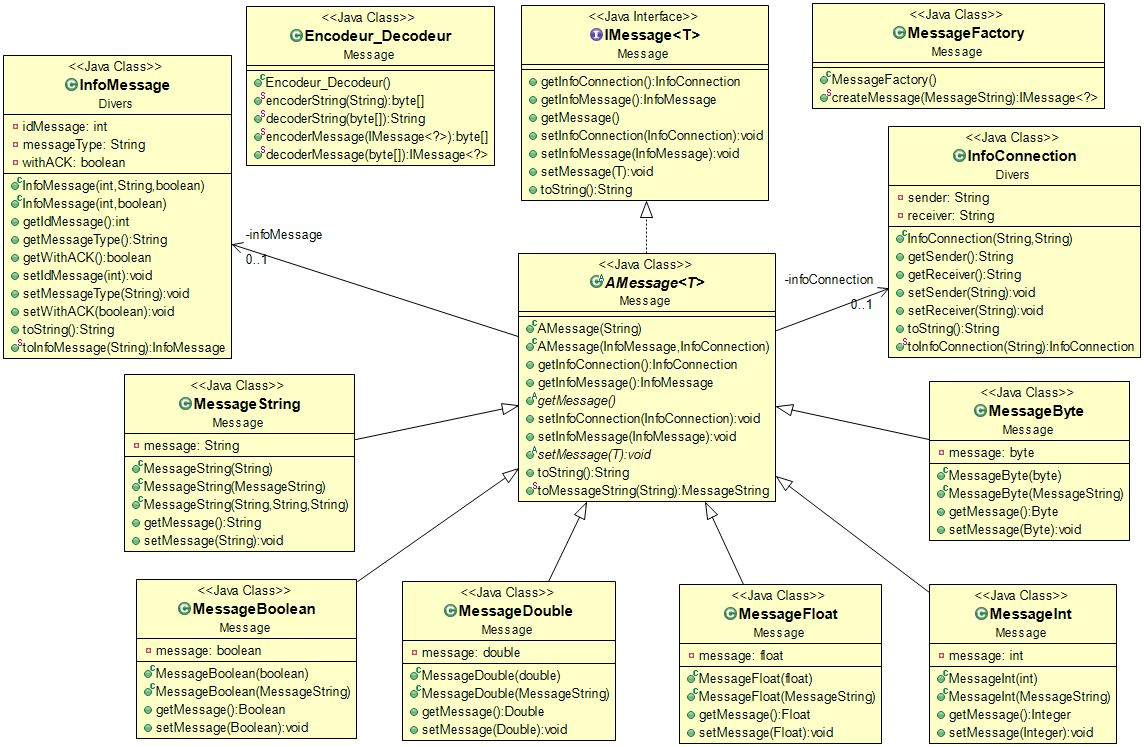 <<Java Class>>
InfoMessage
Divers
idMessage: int
messageType: String
withACK: boolean
InfoMessage(int,String,boolean)
InfoMessage(int,boolean)
getIdMessage():int
getMessageType():String
getWithACK():boolean
setIdMessage(int):void
setMessageType(String):void
setWithACK(boolean):void
toString():String
toInfoMessage(String):InfoMessage
<<Java Class>>
Encodeur_Decodeur
Message
Encodeur_Decodeur()
encoderString(String):byte[]
decoderString(byte[]):String
encoderMessage(IMessage<?>):byte[]
decoderMessage(byte[]):IMessage<?>
<<Java Interface>>
IMessage<T>
Message
getInfoConnection():InfoConnection
getInfoMessage():InfoMessage
getMessage()
setInfoConnection(InfoConnection):void
setInfoMessage(InfoMessage):void
setMessage(T):void
toString():String
<<Java Class>>
MessageFactory
Message
MessageFactory()
createMessage(MessageString):IMessage<?>
<<Java Class>>
InfoConnection
Divers
sender: String
receiver: String
InfoConnection(String,String)
getSender():String
getReceiver():String
setSender(String):void
setReceiver(String):void
toString():String
toInfoConnection(String):InfoConnection
-infoMessage
0..1
-infoConnection
0..1
<<Java Class>>
AMessage<T>
Message
AMessage(String)
AMessage(InfoMessage,InfoConnection)
getInfoConnection():InfoConnection
getInfoMessage():InfoMessage
getMessage()
setInfoConnection(InfoConnection):void
setInfoMessage(InfoMessage):void
setMessage(T):void
toString():String
toMessageString(String):MessageString
<<Java Class>>
MessageString
Message
message: String
MessageString(String)
MessageString(MessageString)
MessageString(String,String,String)
getMessage():String
setMessage(String):void
<<Java Class>>
MessageByte
Message
message: byte
MessageByte(byte)
MessageByte(MessageString)
getMessage():Byte
setMessage(Byte):void
<<Java Class>>
MessageBoolean
Message
message: boolean
MessageBoolean(boolean)
MessageBoolean(MessageString)
getMessage():Boolean
setMessage(Boolean):void
<<Java Class>>
MessageDouble
Message
message: double
MessageDouble(double)
MessageDouble(MessageString)
getMessage():Double
setMessage(Double):void
<<Java Class>>
MessageFloat
Message
message: float
MessageFloat(float)
MessageFloat(MessageString)
getMessage():Float
setMessage(Float):void
<<Java Class>>
MessageInt
Message
message: int
MessageInt(int)
MessageInt(MessageString)
getMessage():Integer
setMessage(Integer):void